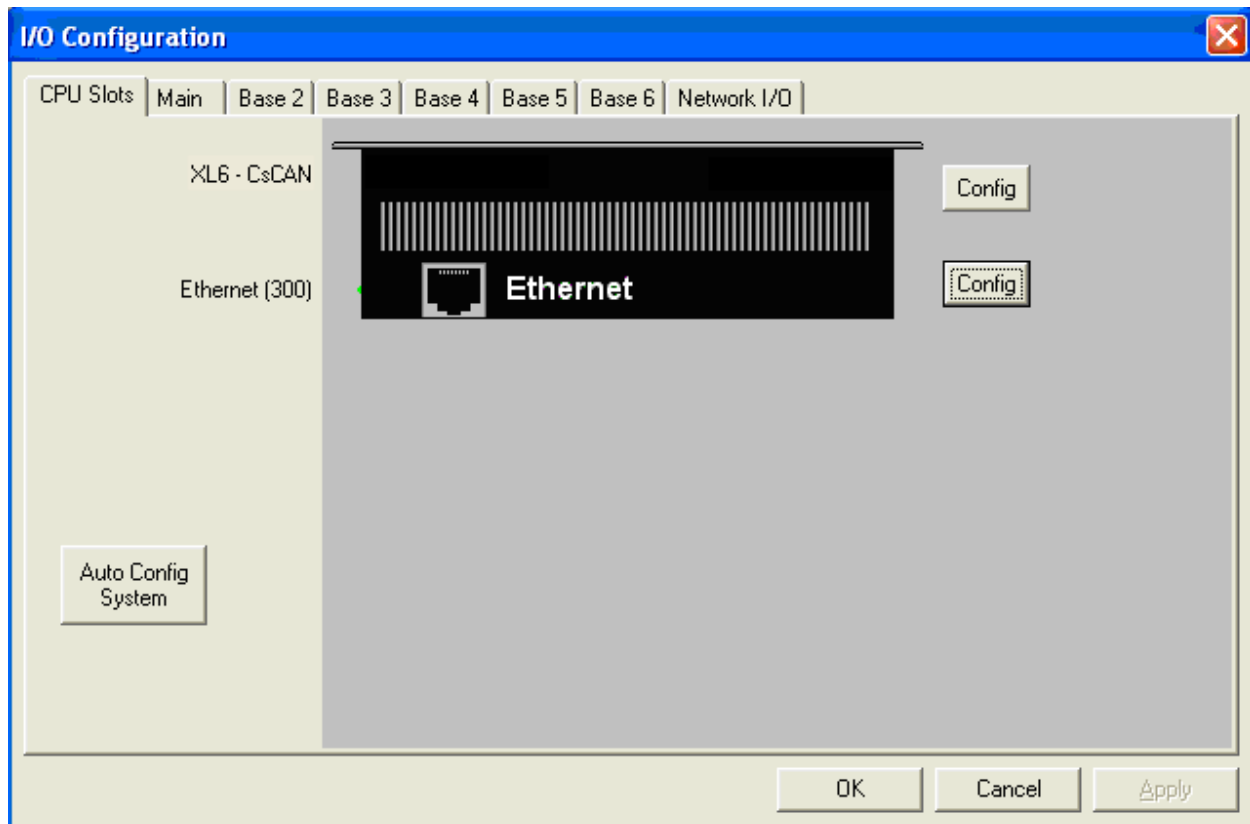 I/O Configuration
CPU Slots Main Base 2 Base 3 Base 4 Base 5 Base 6 Network I/O
XL6 - CsCAN
Config
Ethernet (300)
Ethernet
Config
Auto Config
System
OK Cancel Apply